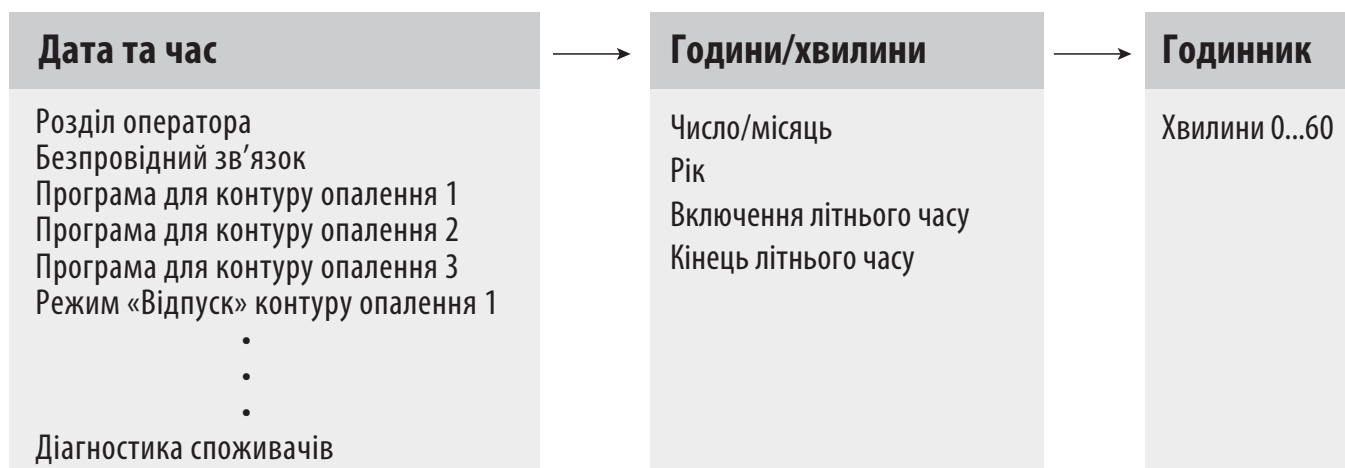 Дата та час
Розділ оператора
Безпровідний зв’язок
Програма для контуру опалення 1
Програма для контуру опалення 2
Програма для контуру опалення 3
Режим «Відпуск» контуру опалення 1
•
•
•
Діагностика споживачів
Години/хвилини
Число/місяць
Рік
Включення літнього часу
Кінець літнього часу
Годинник
Хвилини 0...60